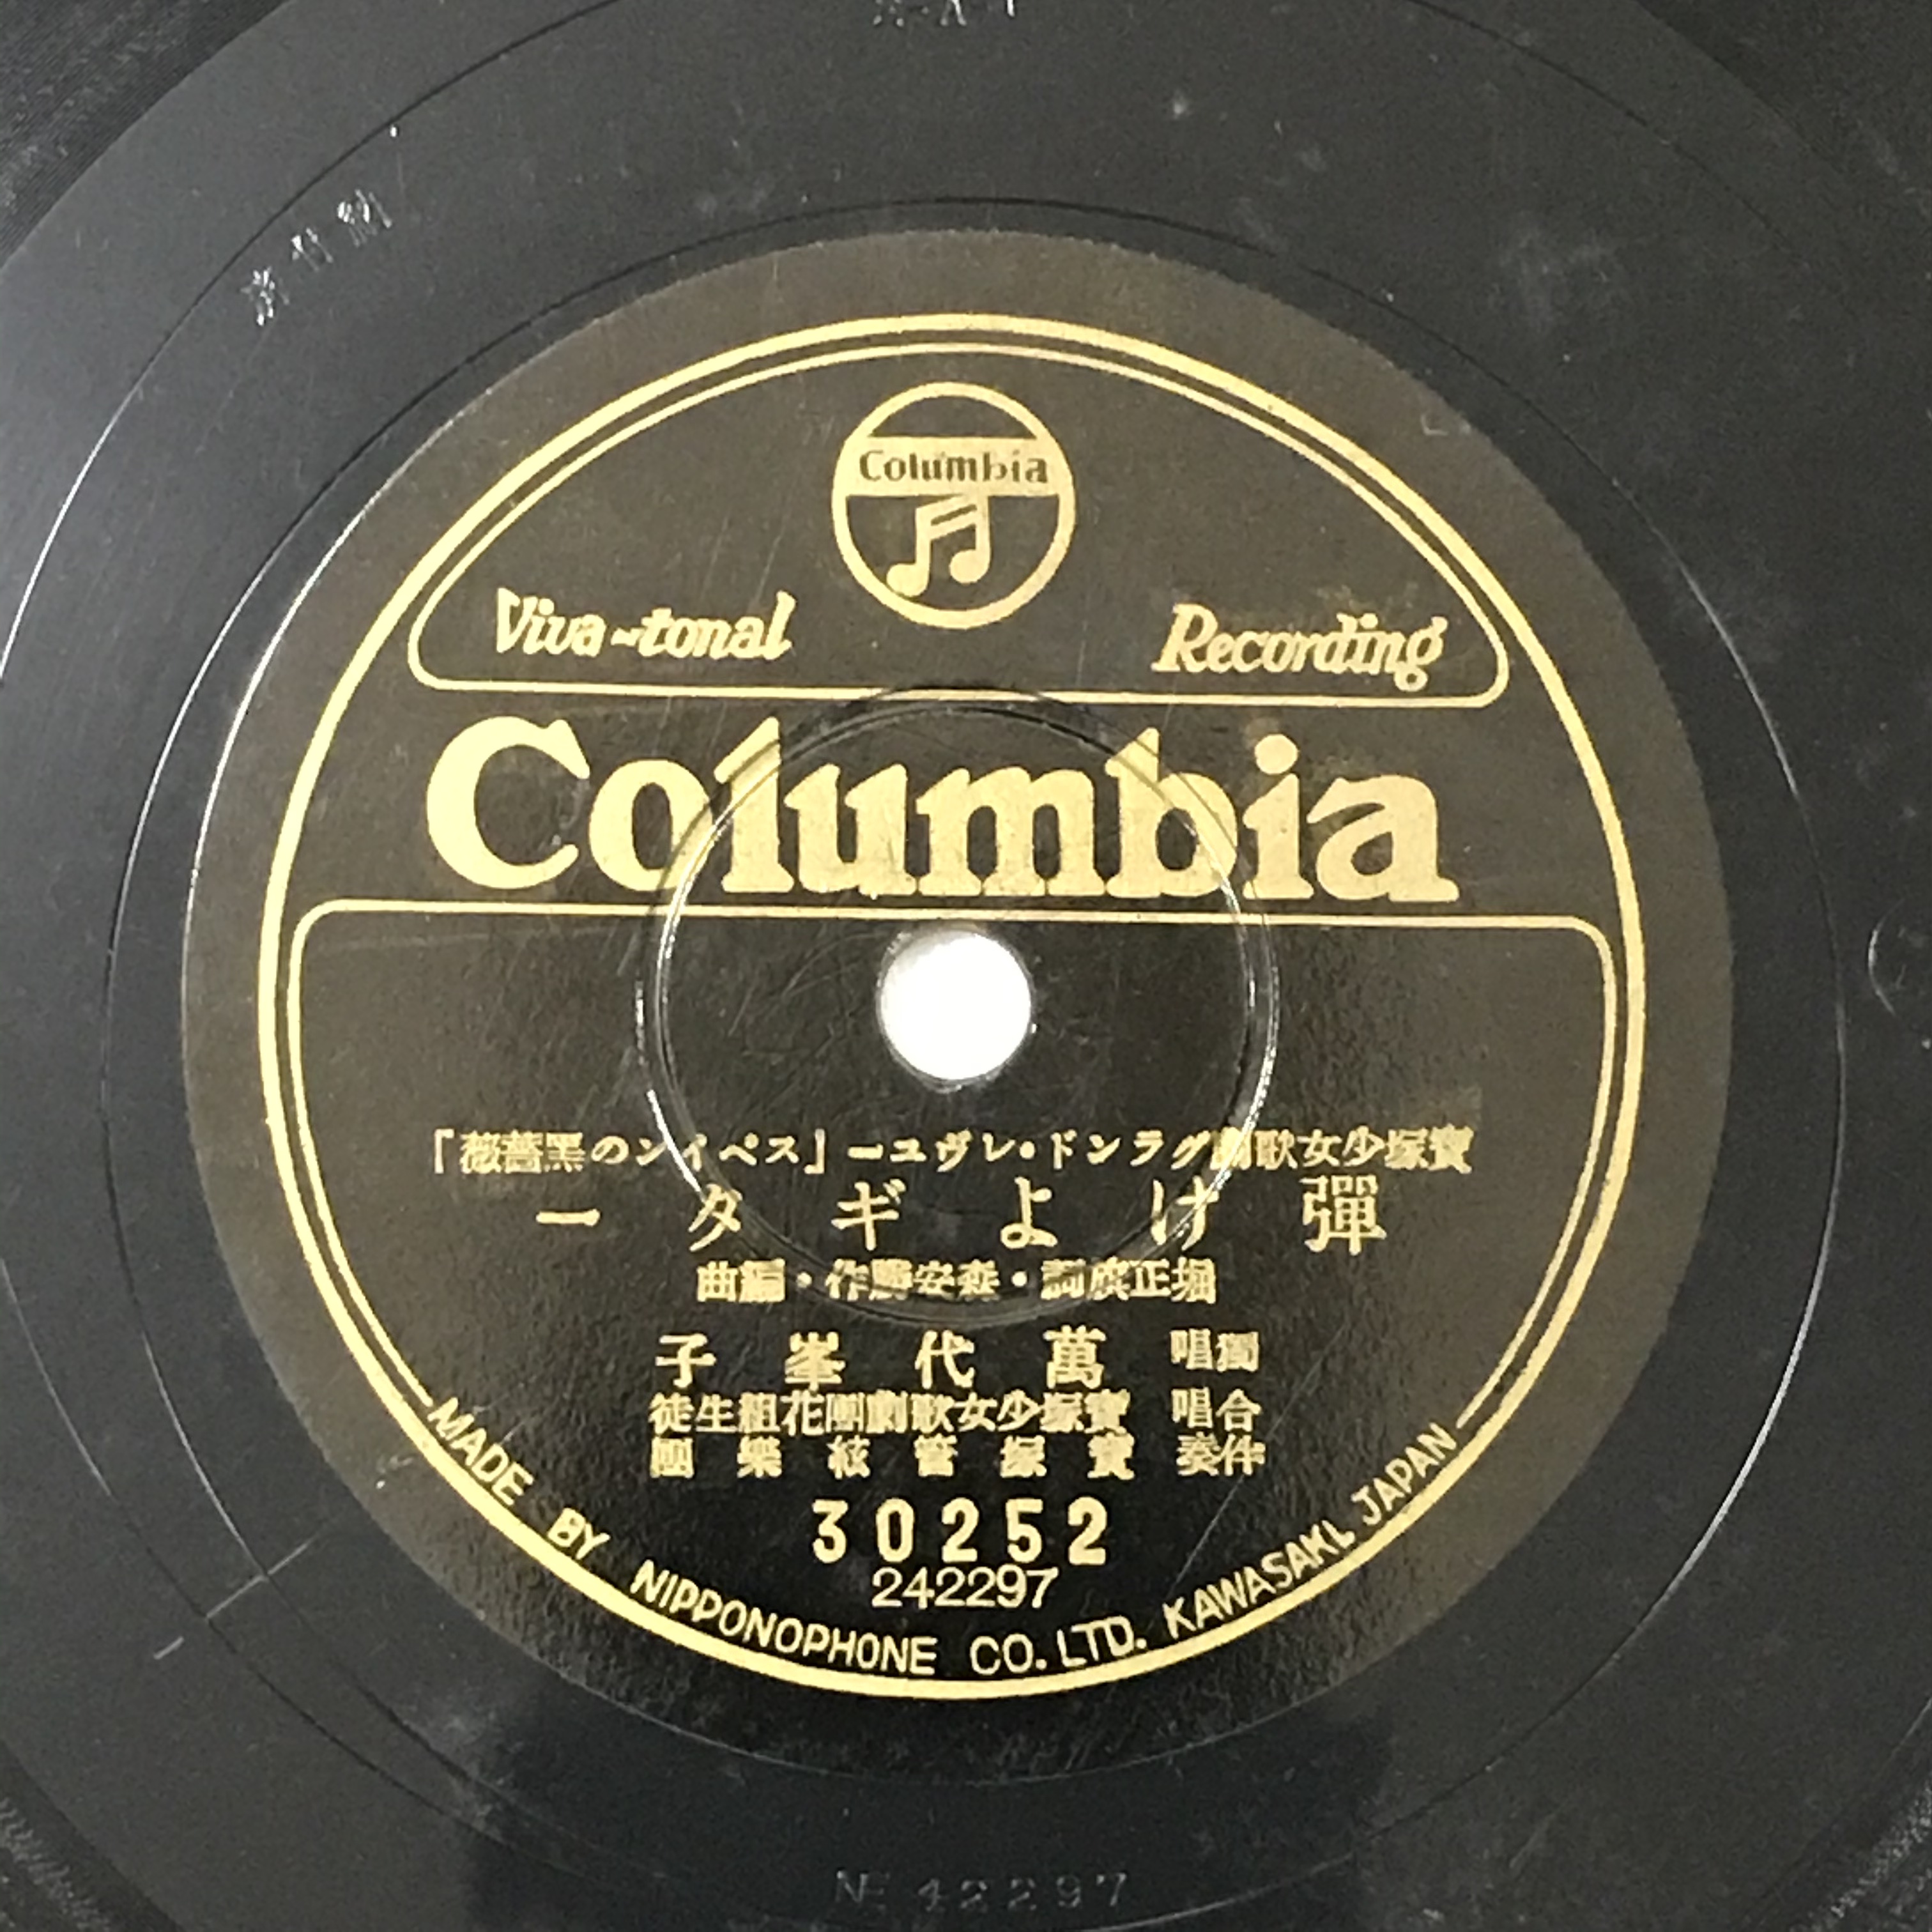 Columbia
Viva-tonal Recording
Columbia
寶塚少女歌劇グランド・レヴユー「スペインの黑薔薇」
彈けよギター
堀正旗詞・森安勝作・編曲
獨唱 萬代峯子
合唱 寶塚少女歌劇團花組生徒
伴奏 寶塚管絃樂團
30252
242297
MADE BY NIPPONOPHONE CO. LTD. KAWASAKI, JAPAN
42297